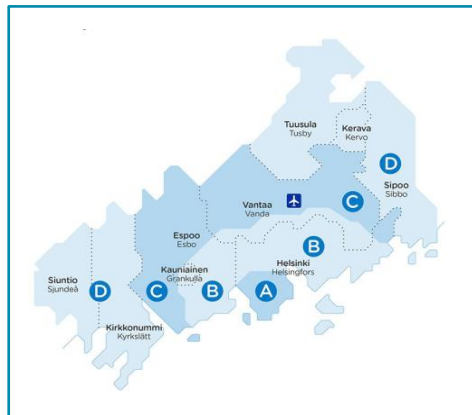 Tuusula
Tusby
Kerava
Kervo
D
Sipoo
Sibbo
Vantaa
Vanda
C
Espoo
Esbo
B
Helsinki
Helsingfors
Kauniainen
Grankulla
Siuntio
Sjundeå
D
C
B
A
Kirkkonummi
Kyrkslätt